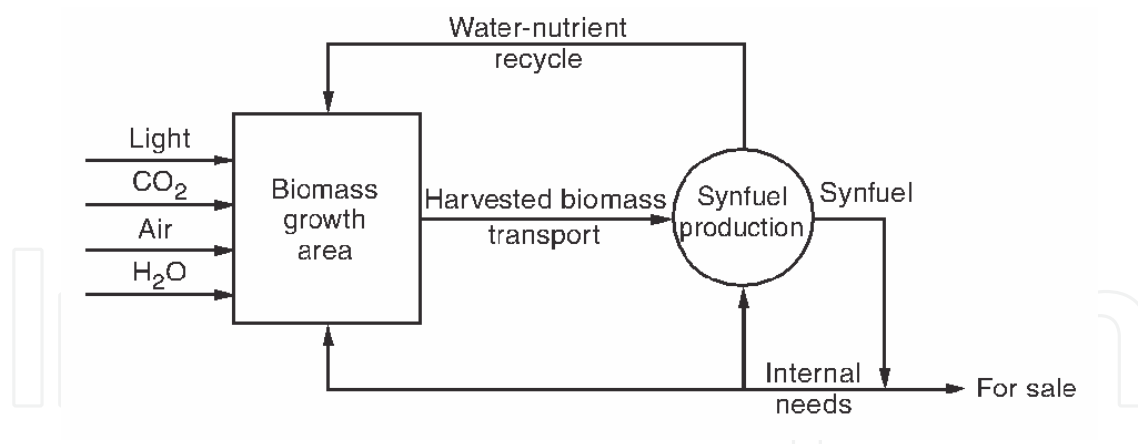 Water-nutrient
recycle
Light
CO₂
Air
H₂O
Biomass
growth
area
Harvested biomass
transport
Synfuel
production
Synfuel
Internal
needs
For sale